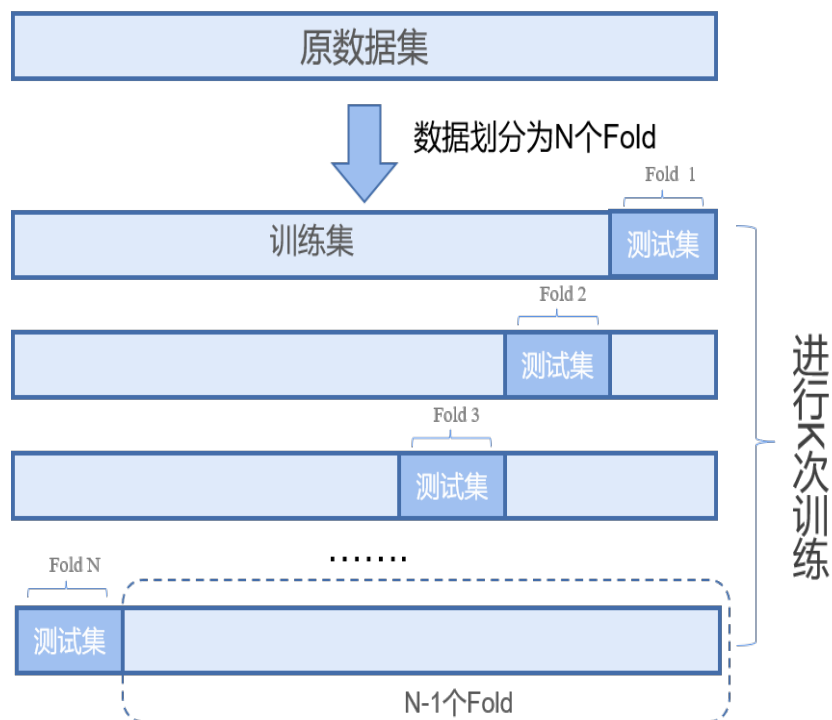 原数据集
数据划分为N个Fold
Fold 1
训练集
测试集
Fold 2
测试集
Fold 3
测试集
.......
Fold N
测试集
N-1个Fold
进行K次训练